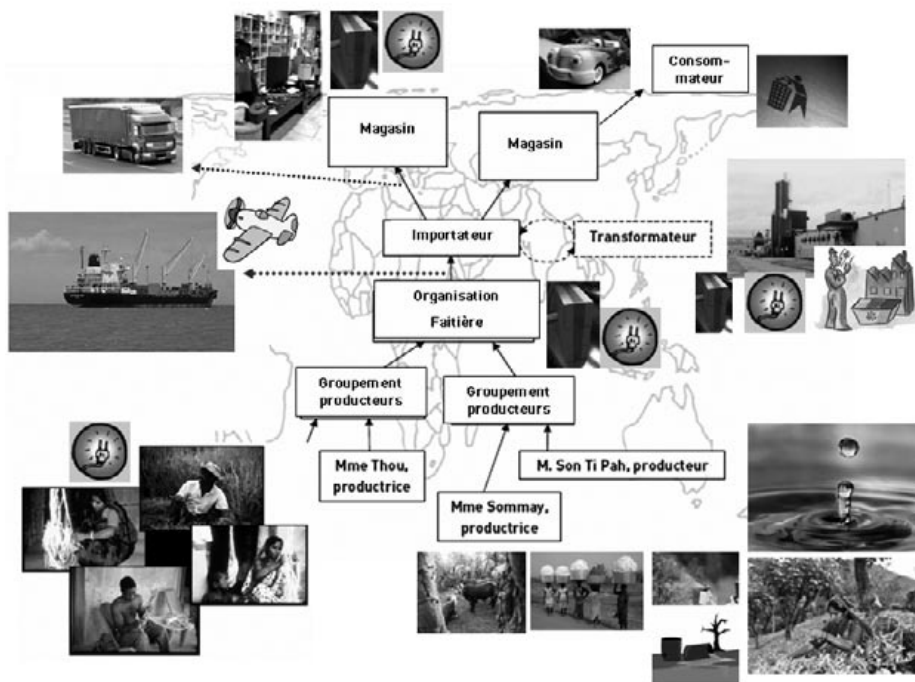 Consom-
mateur
Magasin
Magasin
Importateur
Transformateur
Organisation
Faitière
Groupement
producteurs
Groupement
producteurs
Mme Thou,
productrice
M. Son Ti Pah, producteur
Mme Sommay,
productrice